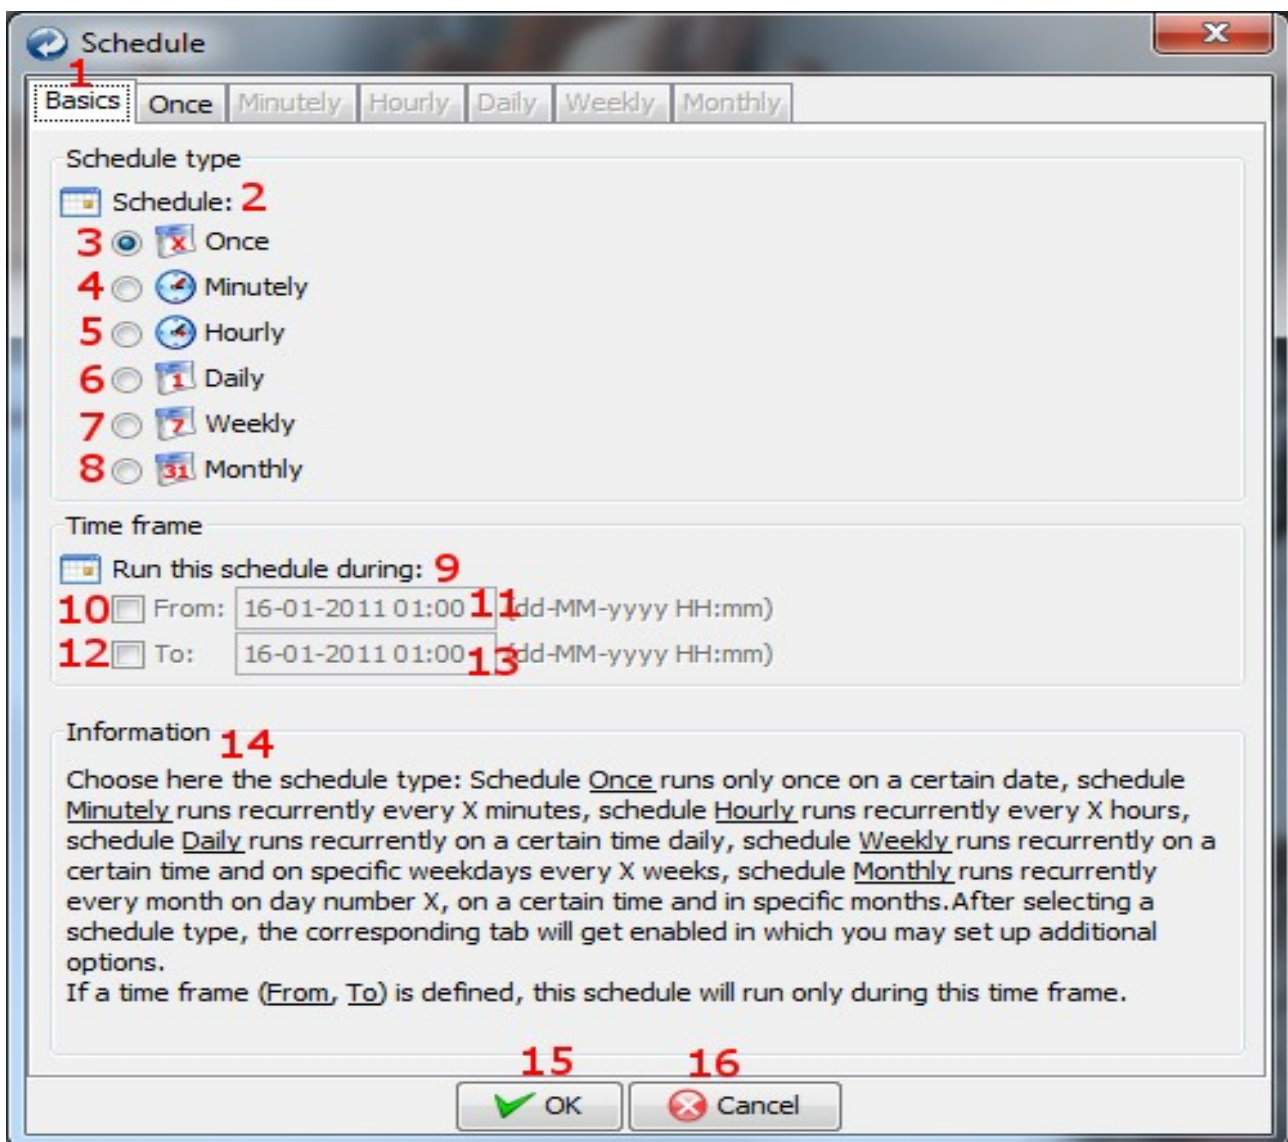 Schedule
1
Basics Once Minutely Hourly Daily Weekly Monthly
Schedule type
Schedule: 2
3 X Once
4 Minutely
5 Hourly
6 1 Daily
7 7 Weekly
8 31 Monthly
Time frame
Run this schedule during: 9
10 From: 16-01-2011 01:00 11 (dd-MM-yyyy HH:mm)
12 To: 16-01-2011 01:00 13 (dd-MM-yyyy HH:mm)
Information 14
Choose here the schedule type: Schedule Once runs only once on a certain date, schedule
Minutely runs recurrently every X minutes, schedule Hourly runs recurrently every X hours,
schedule Daily runs recurrently on a certain time daily, schedule Weekly runs recurrently on a
certain time and on specific weekdays every X weeks, schedule Monthly runs recurrently
every month on day number X, on a certain time and in specific months.After selecting a
schedule type, the corresponding tab will get enabled in which you may set up additional
options.
If a time frame (From, To) is defined, this schedule will run only during this time frame.
15 16
OK Cancel